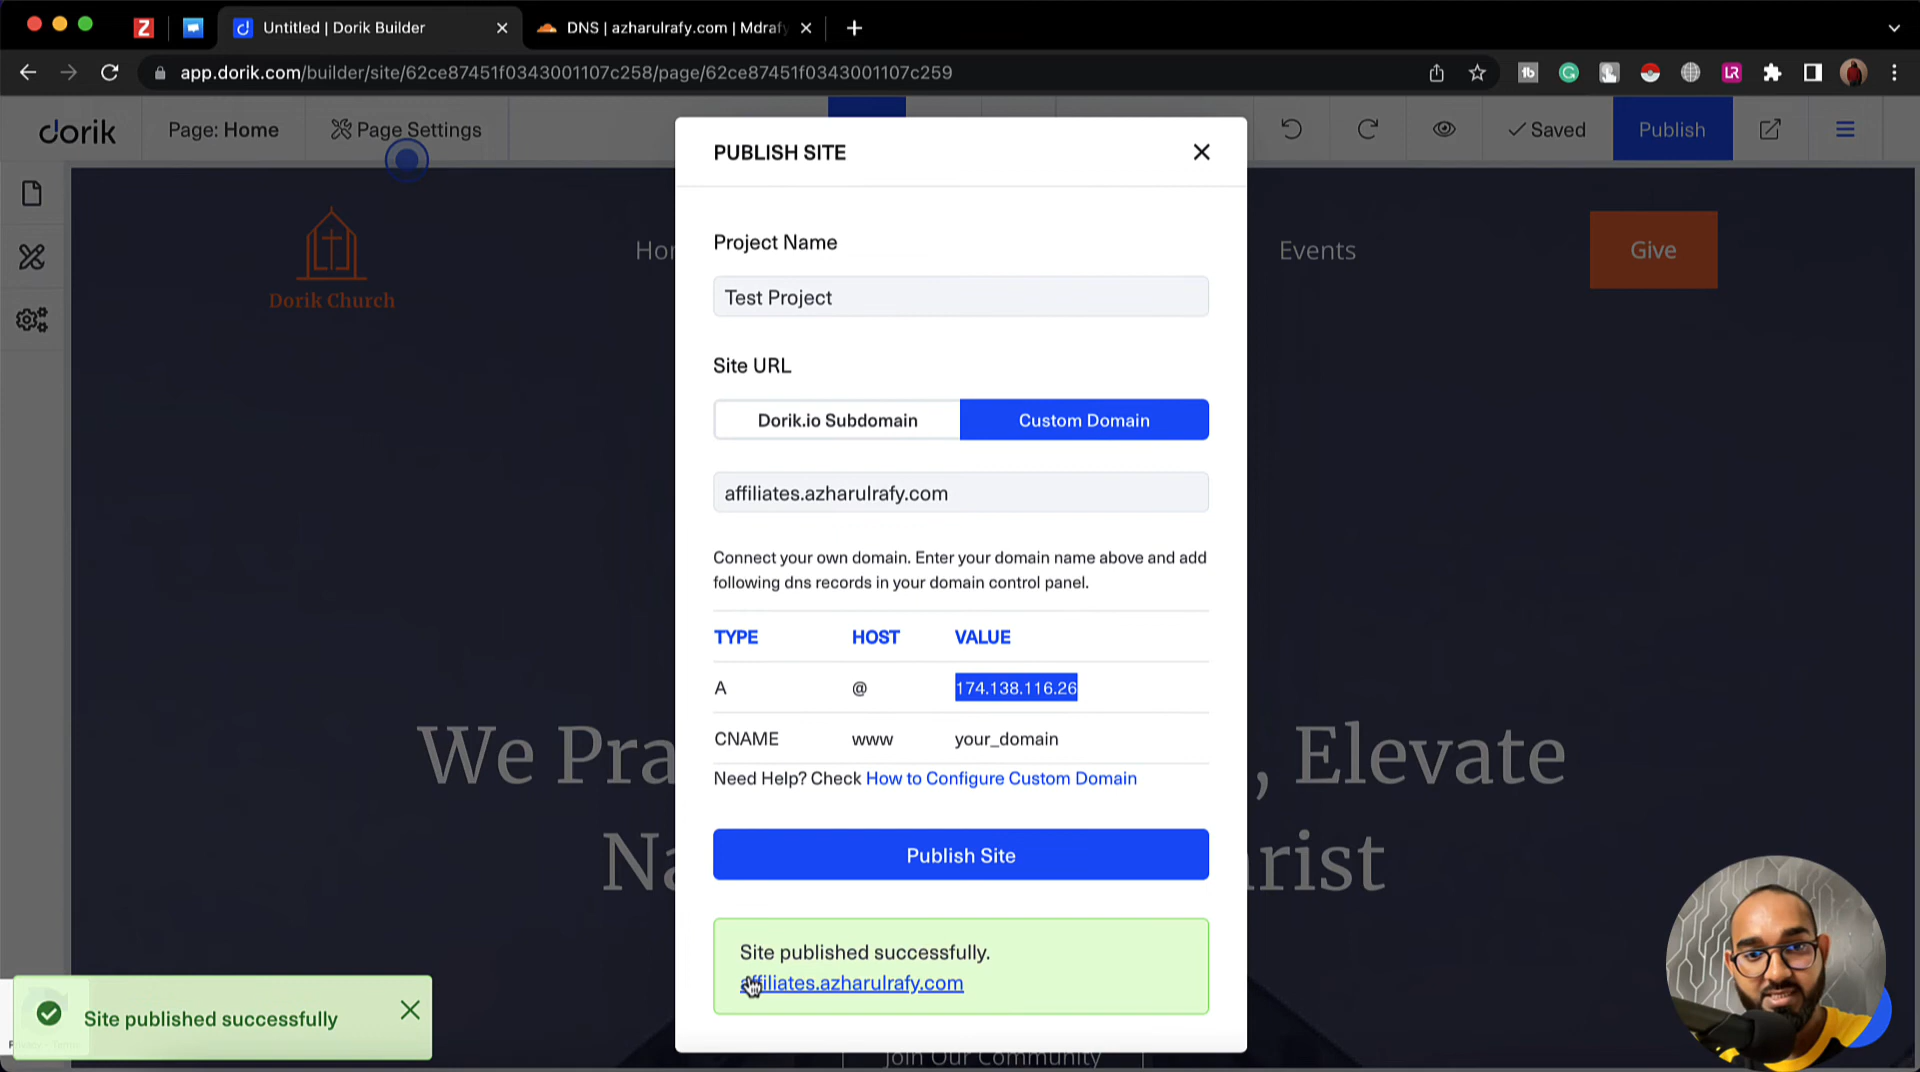 Untitled | Dorik Builder
DNS | azharulrafy.com | Mdrafy
app.dorik.com/builder/site/62ce87451f0343001107c258/page/62ce87451f0343001107c259
dorik
Page: Home
Page Settings
Saved
Publish
PUBLISH SITE
Dorik Church
Hom
Events
Give
Project Name
Test Project
Site URL
Dorik.io Subdomain
Custom Domain
affiliates.azharulrafy.com
Connect your own domain. Enter your domain name above and add
following dns records in your domain control panel.
TYPE HOST VALUE
A @ 174.138.116.26
CNAME www your_domain
Need Help? Check How to Configure Custom Domain
We Pra , Elevate
Na rist
Publish Site
Site published successfully.
affiliates.azharulrafy.com
Site published successfully
Join Our Community